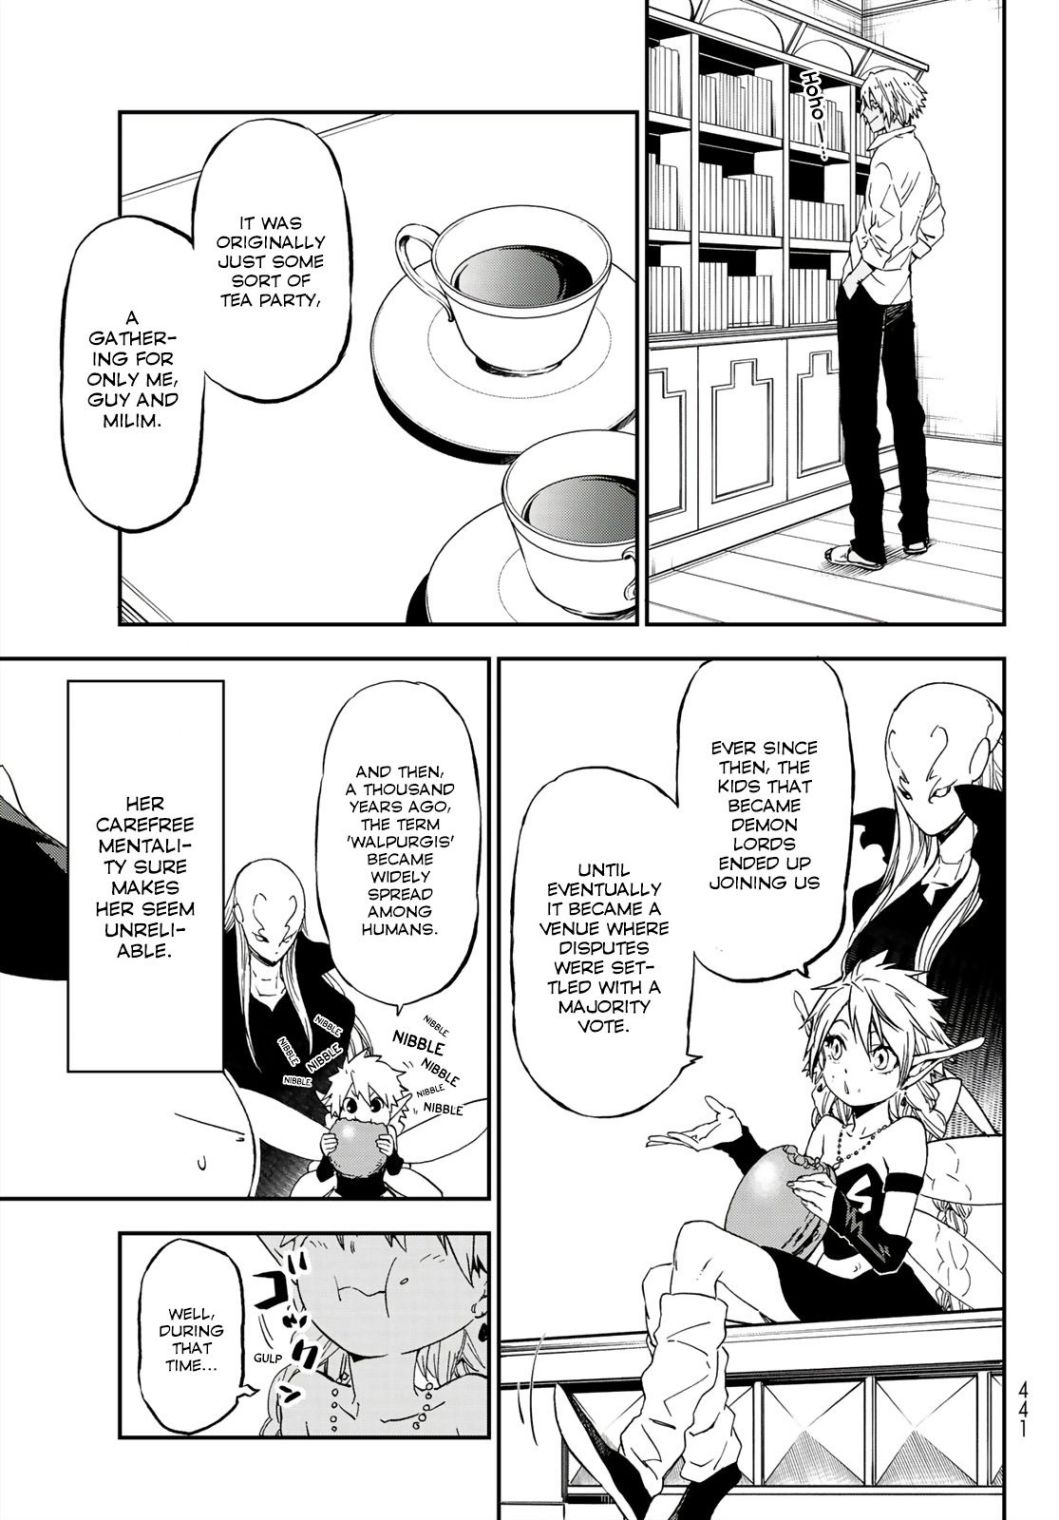 Hoho—...
IT WAS
ORIGINALLY
JUST SOME
SORT OF
TEA PARTY,
A
GATHER-
ING FOR
ONLY ME,
GUY AND
MILIM.
EVER SINCE
THEN, THE
KIDS THAT
BECAME
DEMON
LORDS
ENDED UP
JOINING US
UNTIL
EVENTUALLY
IT BECAME A
VENUE WHERE
DISPUTES
WERE SET-
TLED WITH A
MAJORITY
VOTE.
AND THEN,
A THOUSAND
YEARS AGO,
THE TERM
'WALPURGIS'
BECAME
WIDELY
SPREAD
AMONG
HUMANS.
NIBBLE
NIBBLE
NIBBLE
NIBBLE
NIBBLE
NIBBLE
NIBBLE
NIBBLE
NIBBLE
HER
CAREFREE
MENTALI-
TY SURE
MAKES
HER SEEM
UNRELI-
ABLE.
ゴクン
GULP
WELL,
DURING
THAT
TIME...
441